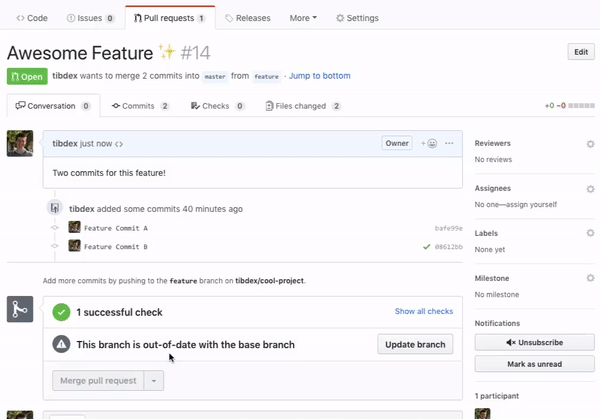 Code Issues 0 Pull requests 1 Releases More Settings
Awesome Feature ✨ #14 Edit
Open tibdex wants to merge 2 commits into master from feature · Jump to bottom
Conversation 0 Commits 2 Checks 0 Files changed 2 +0 −0
tibdex just now Owner
Two commits for this feature!
tibdex added some commits 40 minutes ago
Feature Commit A bafe99e
Feature Commit B 08612bb
Add more commits by pushing to the feature branch on tibdex/cool-project.
1 successful check Show all checks
This branch is out-of-date with the base branch Update branch
Merge pull request
Reviewers
No reviews
Assignees
No one—assign yourself
Labels
None yet
Milestone
No milestone
Notifications
Unsubscribe
Mark as unread
1 participant